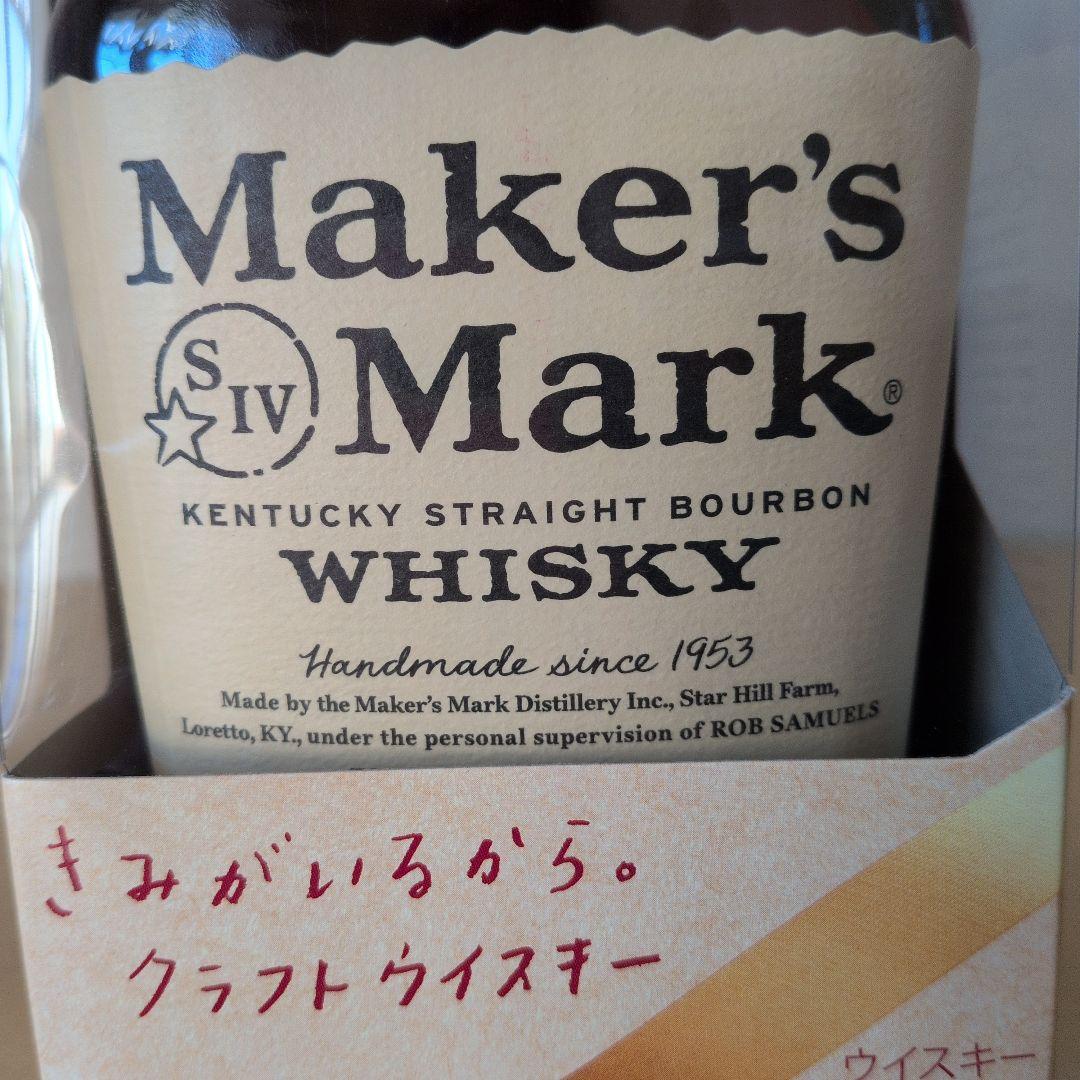 Maker's
S IV Mark®
KENTUCKY STRAIGHT BOURBON
WHISKY
Handmade since 1953
Made by the Maker's Mark Distillery Inc., Star Hill Farm,
Loretto, KY., under the personal supervision of ROB SAMUELS
きみがいるから。
クラフトウイスキー
ウイスキー